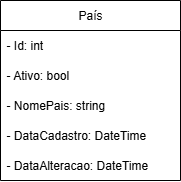 País
- Id: int
- Ativo: bool
- NomePais: string
- DataCadastro: DateTime
- DataAlteracao: DateTime